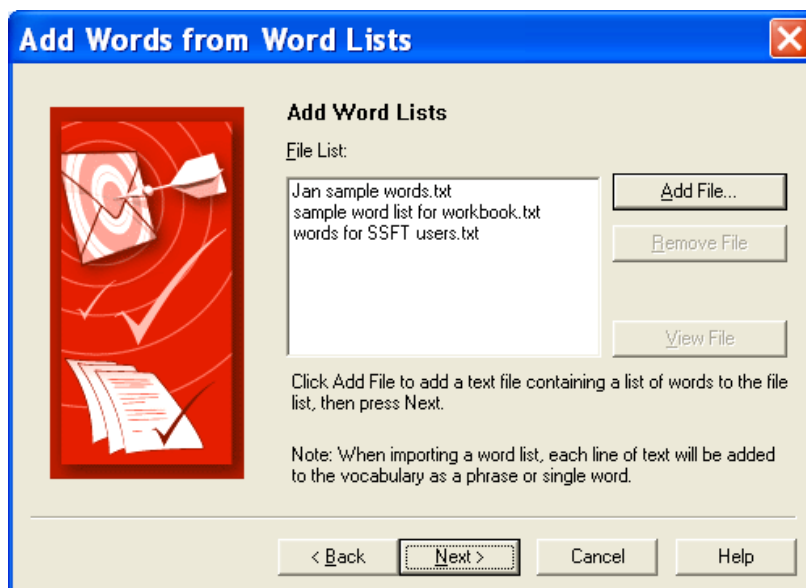 Add Words from Word Lists
Add Word Lists
File List:
Jan sample words.txt
sample word list for workbook.txt
words for SSFT users.txt
Add File...
Remove File
View File
Click Add File to add a text file containing a list of words to the file
list, then press Next.
Note: When importing a word list, each line of text will be added
to the vocabulary as a phrase or single word.
< Back
Next >
Cancel
Help